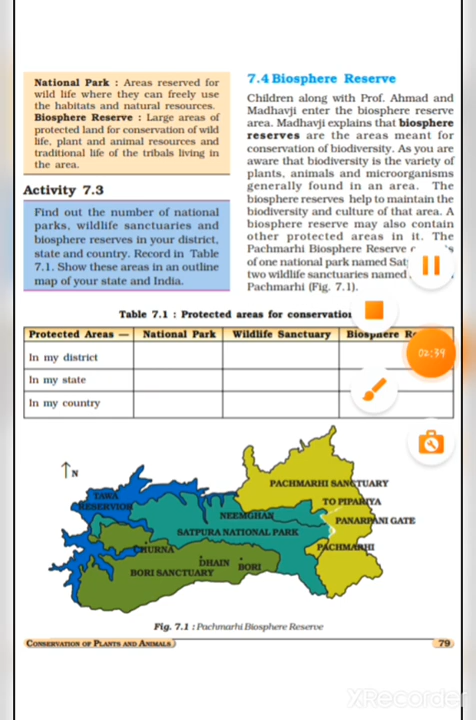 National Park : Areas reserved for
wild life where they can freely use
the habitats and natural resources.
Biosphere Reserve : Large areas of
protected land for conservation of wild
life, plant and animal resources and
traditional life of the tribals living in
the area.
Activity 7.3
Find out the number of national
parks, wildlife sanctuaries and
biosphere reserves in your district,
state and country. Record in Table
7.1. Show these areas in an outline
map of your state and India.
7.4 Biosphere Reserve
Children along with Prof. Ahmad and
Madhavji enter the biosphere reserve
area. Madhavji explains that biosphere
reserves are the areas meant for
conservation of biodiversity. As you are
aware that biodiversity is the variety of
plants, animals and microorganisms
generally found in an area. The
biosphere reserves help to maintain the
biodiversity and culture of that area. A
biosphere reserve may also contain
other protected areas in it. The
Pachmarhi Biosphere Reserve
of one national park named
two wildlife sanctuaries named
Pachmarhi (Fig. 7.1).
02:39
Table 7.1 : Protected areas for conservation
Protected Areas — National Park Wildlife Sanctuary Biosphere
In my district
In my state
In my country
N
PACHMARHI SANCTUARY
TAWA
RESERVIOR
TO PIPARIYA
NEEMGHAN
PANARPANI GATE
SATPURA NATIONAL PARK
CHURNA
PACHMARHI
DHAIN
BORI
BORI SANCTUARY
Fig. 7.1 : Pachmarhi Biosphere Reserve
CONSERVATION OF PLANTS AND ANIMALS
79
XRecorder